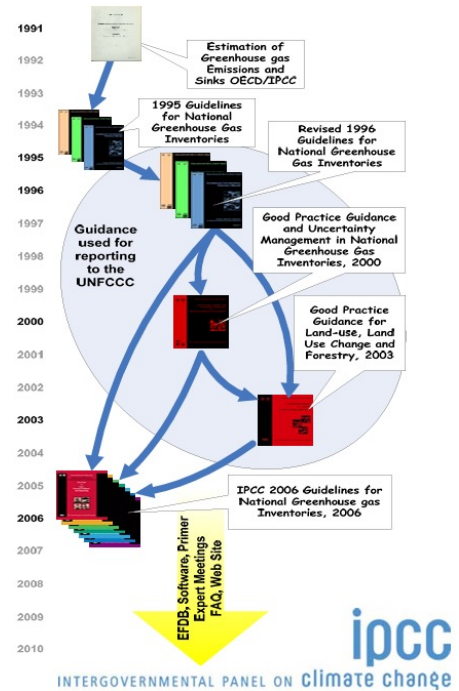 1991
1992
1993
1994
1995
1996
1997
1998
1999
2000
2001
2002
2003
2004
2005
2006
2007
2008
2009
2010
Estimation of
Greenhouse gas
Emissions and
Sinks OECD/IPCC
1995 Guidelines
for National
Greenhouse Gas
Inventories
Revised 1996
Guidelines for
National Greenhouse
Gas Inventories
Guidance
used for
reporting
to the
UNFCCC
Good Practice Guidance
and Uncertainty
Management in National
Greenhouse Gas
Inventories, 2000
Good Practice
Guidance for
Land-use, Land
Use Change and
Forestry, 2003
IPCC 2006 Guidelines for
National Greenhouse gas
Inventories, 2006
EFDB, Software, Primer
Expert Meetings
FAQ, Web Site
ipcc
INTERGOVERNMENTAL PANEL ON climate change